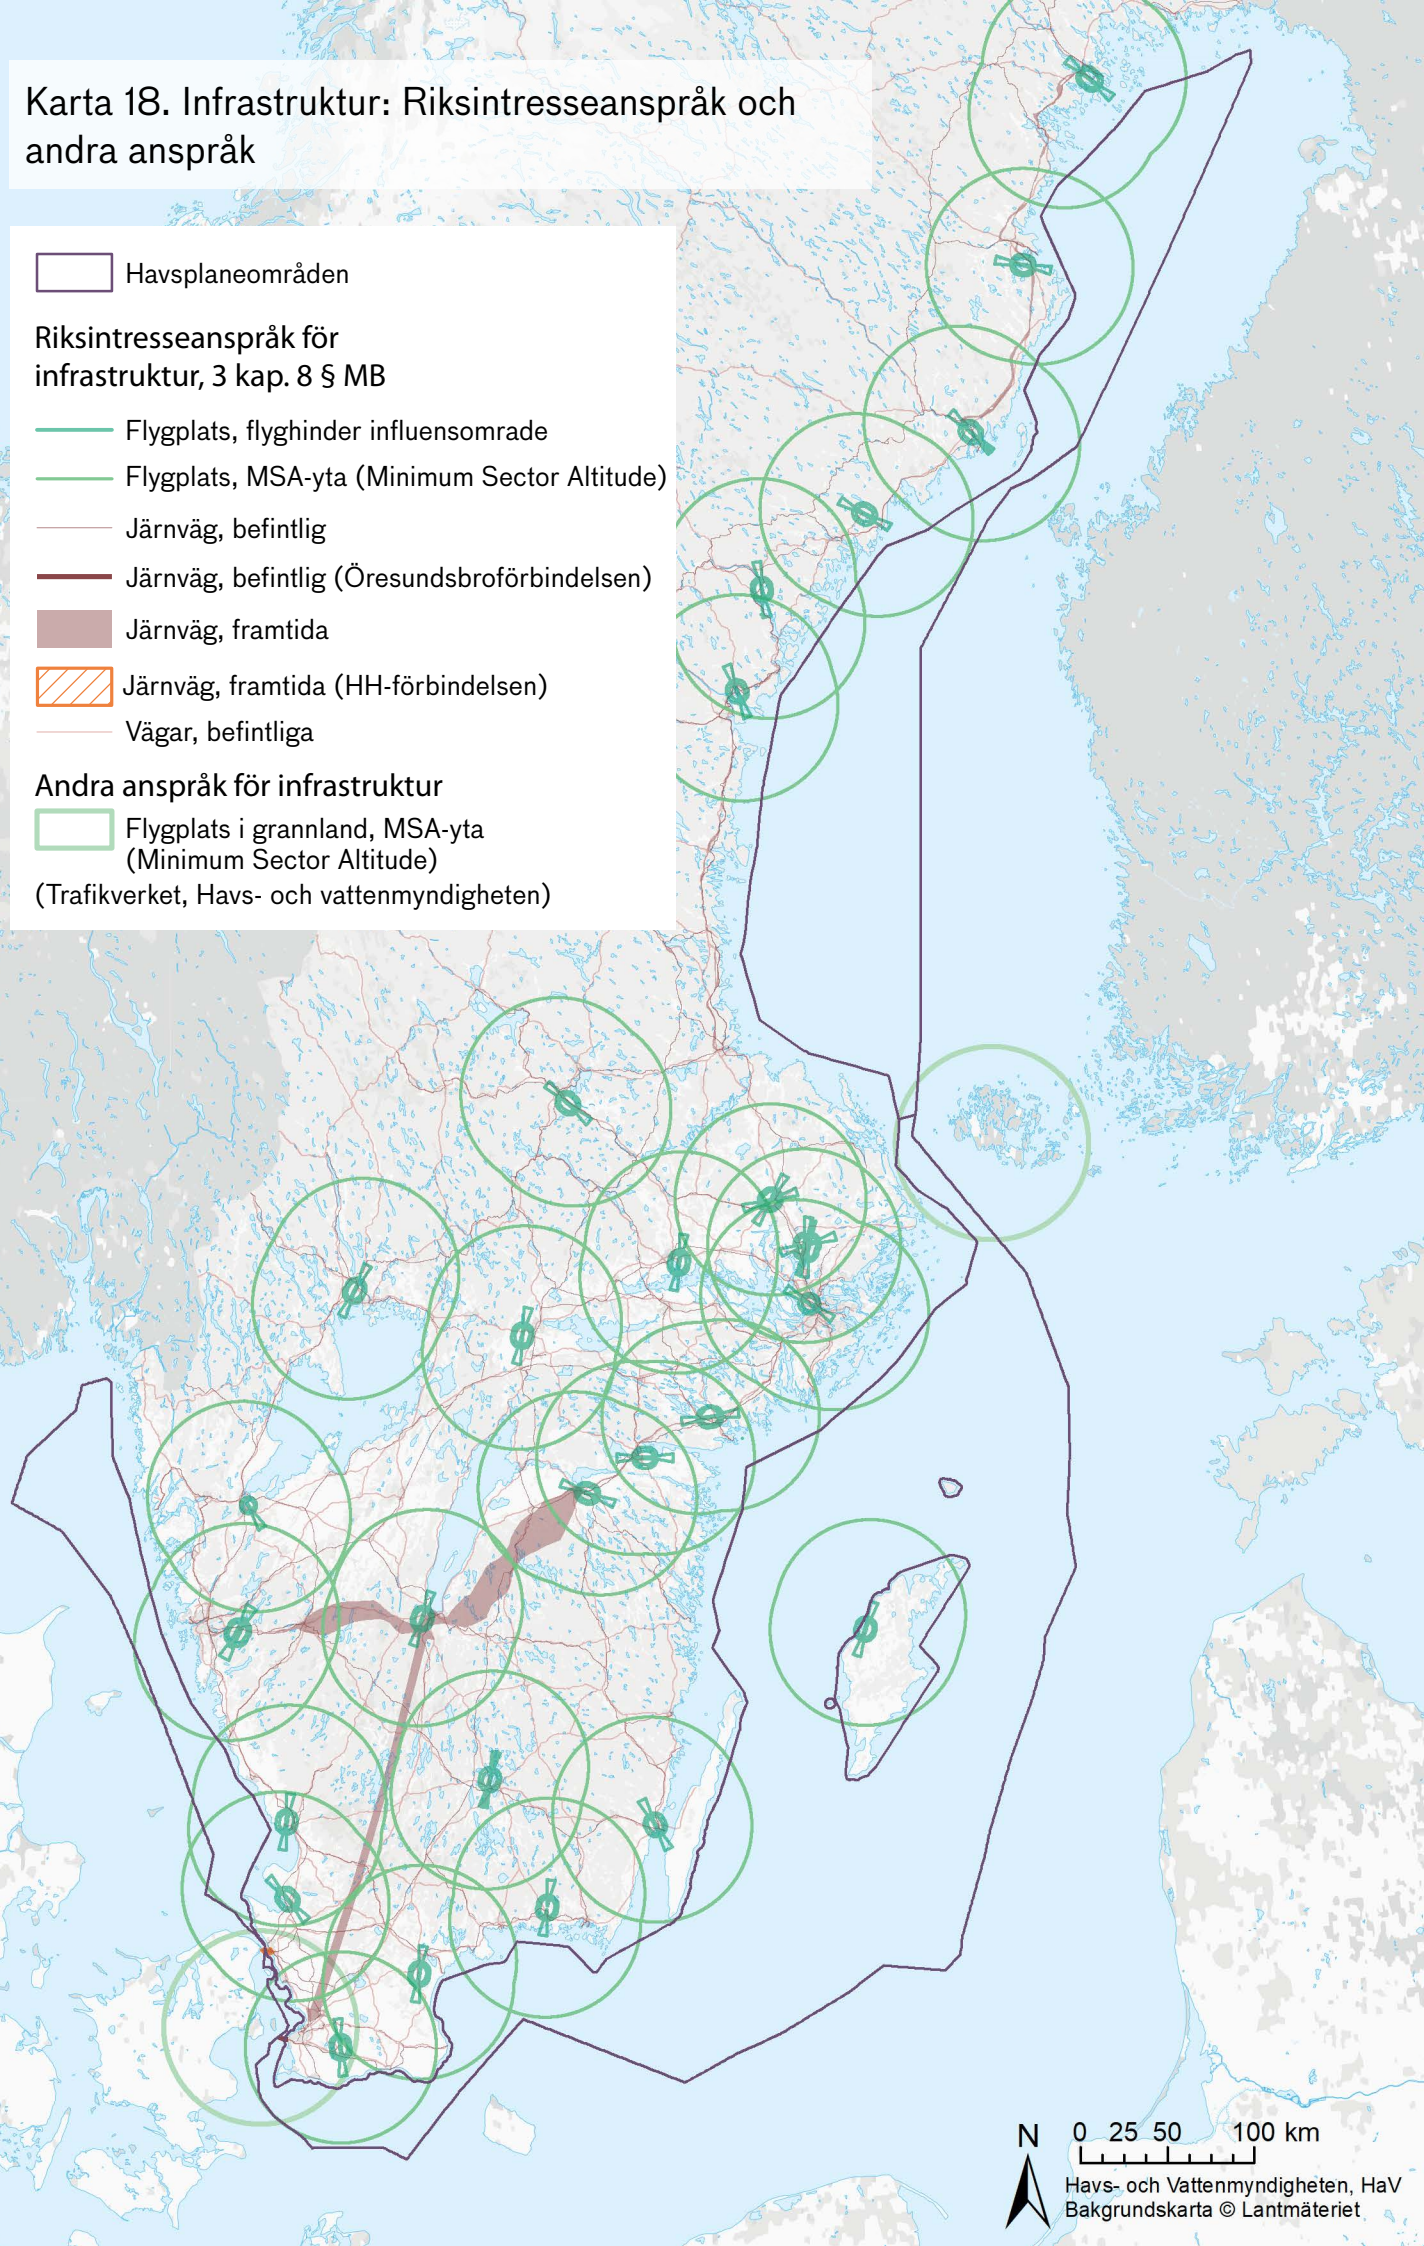 Karta 18. Infrastruktur: Riksintresseanspråk och
andra anspråk
Havsplaneområden
Riksintresseanspråk för
infrastruktur, 3 kap. 8 § MB
Flygplats, flyghinder influensomrade
Flygplats, MSA-yta (Minimum Sector Altitude)
Järnväg, befintlig
Järnväg, befintlig (Öresundsbroförbindelsen)
Järnväg, framtida
Järnväg, framtida (HH-förbindelsen)
Vägar, befintliga
Andra anspråk för infrastruktur
Flygplats i grannland, MSA-yta
(Minimum Sector Altitude)
(Trafikverket, Havs- och vattenmyndigheten)
N 0 25 50 100 km
Havs- och Vattenmyndigheten, HaV
Bakgrundskarta © Lantmäteriet